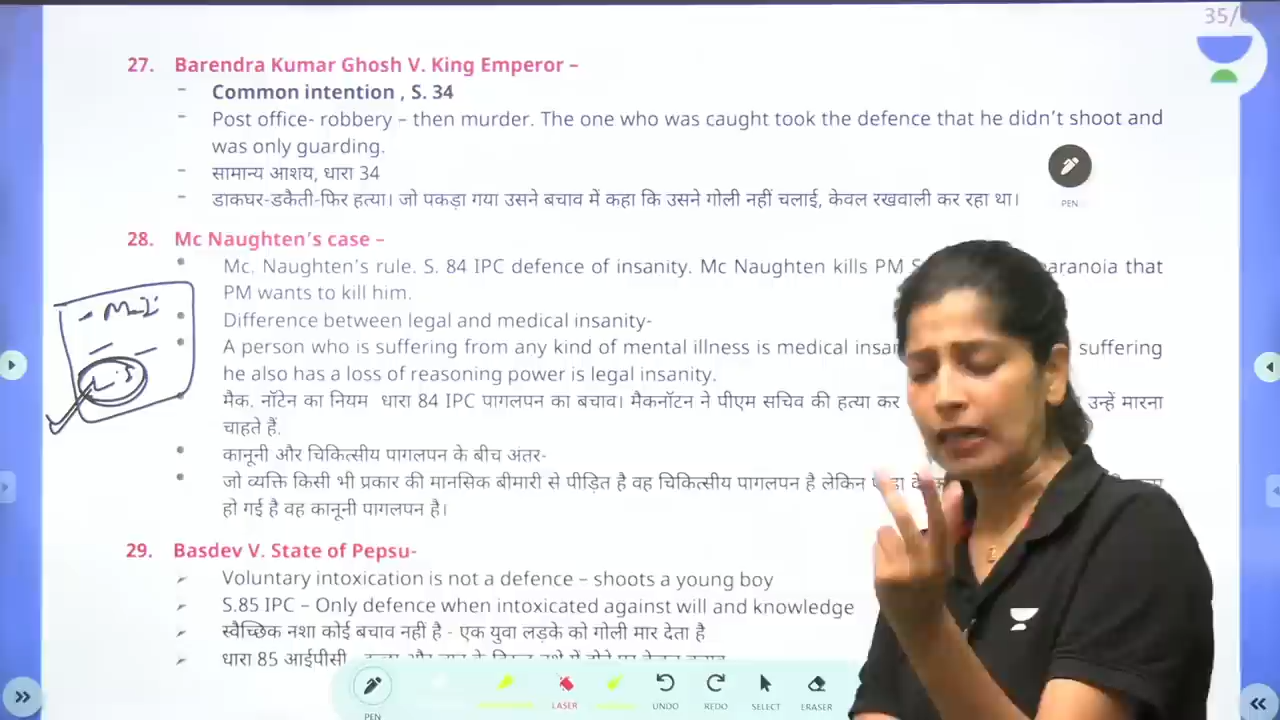 35/
27. Barendra Kumar Ghosh V. King Emperor –
- Common intention , S. 34
- Post office- robbery – then murder. The one who was caught took the defence that he didn't shoot and
was only guarding.
- सामान्य आशय, धारा 34
- डाकघर-डकैती-फिर हत्या। जो पकड़ा गया उसने बचाव में कहा कि उसने गोली नहीं चलाई, केवल रखवाली कर रहा था।
PEN
28. Mc Naughten's case –
• Mc. Naughten's rule. S. 84 IPC defence of insanity. Mc Naughten kills PM S aranoia that
PM wants to kill him.
- M-I
• Difference between legal and medical insanity-
• A person who is suffering from any kind of mental illness is medical insa suffering
he also has a loss of reasoning power is legal insanity.
• मैक. नॉटेन का नियम धारा 84 IPC पागलपन का बचाव। मैकनॉटन ने पीएम सचिव की हत्या कर उन्हें मारना
चाहते हैं.
• कानूनी और चिकित्सीय पागलपन के बीच अंतर-
• जो व्यक्ति किसी भी प्रकार की मानसिक बीमारी से पीड़ित है वह चिकित्सीय पागलपन है लेकिन
हो गई है वह कानूनी पागलपन है।
29. Basdev V. State of Pepsu-
➢ Voluntary intoxication is not a defence – shoots a young boy
➢ S.85 IPC – Only defence when intoxicated against will and knowledge
➢ स्वैच्छिक नशा कोई बचाव नहीं है - एक युवा लड़के को गोली मार देता है
➢ धारा 85 आईपीसी
PEN LASER UNDO REDO SELECT ERASER